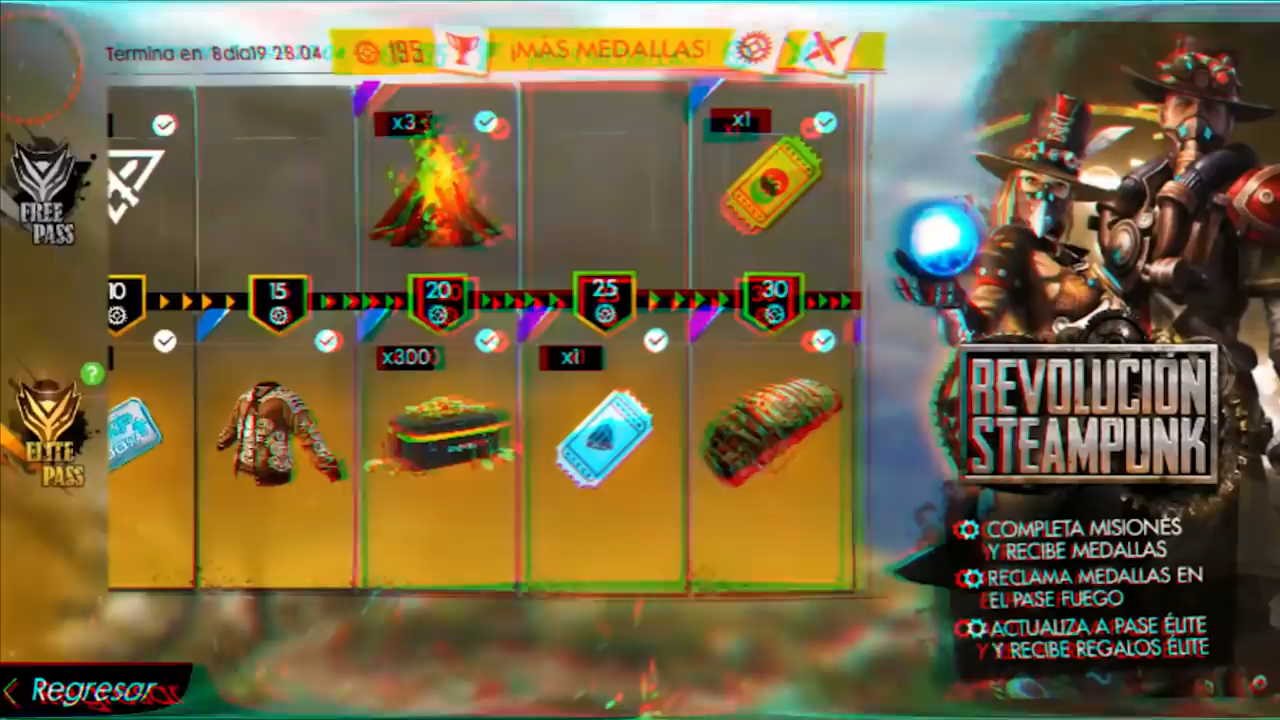 Termina en: 8día19:28:04
195
¡MÁS MEDALLAS!
x3
x1
FREE
PASS
10
15
20
25
30
x3000
x1
ELITE
PASS
?
REVOLUCIÓN
STEAMPUNK
COMPLETA MISIONES
Y RECIBE MEDALLAS
RECLAMA MEDALLAS EN
EL PASE FUEGO
ACTUALIZA A PASE ÉLITE
Y RECIBE REGALOS ÉLITE
Regresar